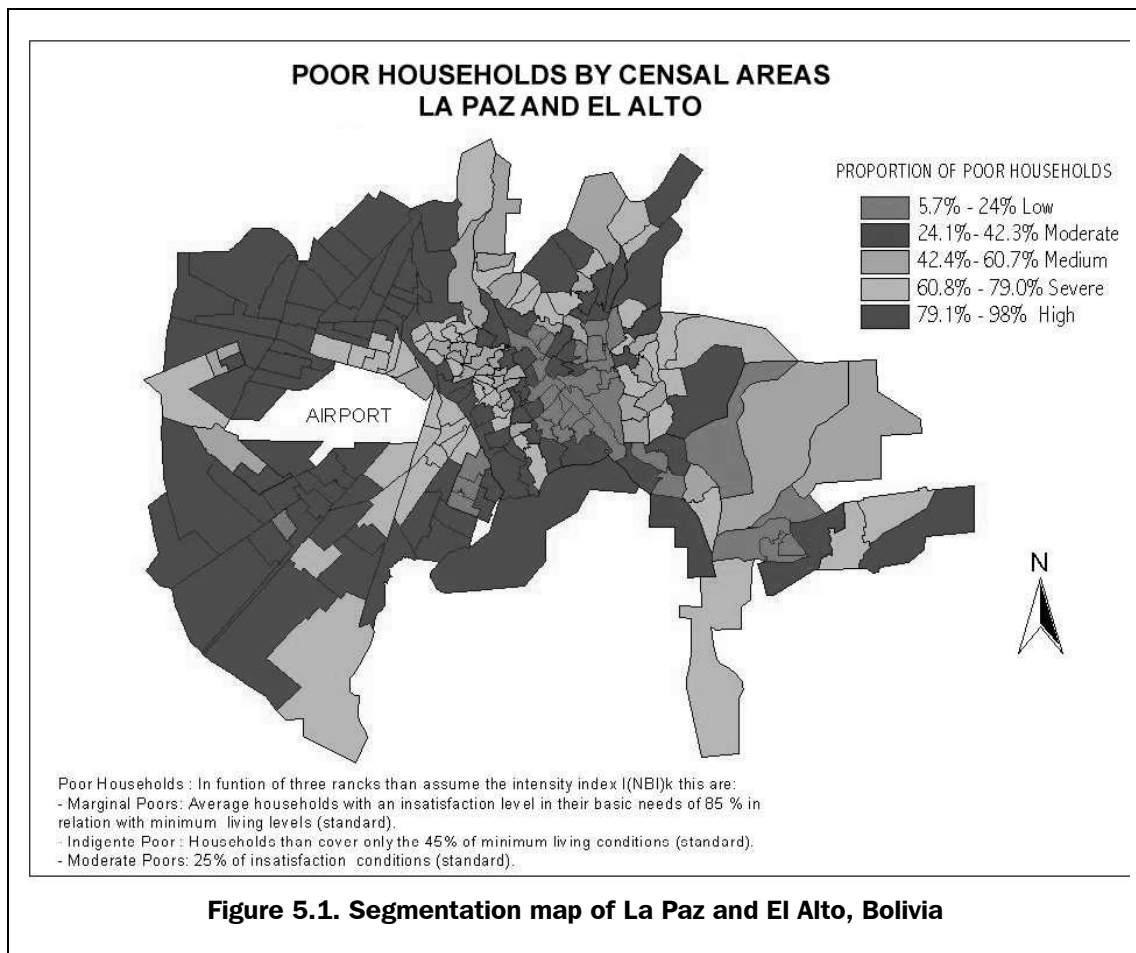 POOR HOUSEHOLDS BY CENSAL AREAS
LA PAZ AND EL ALTO
PROPORTION OF POOR HOUSEHOLDS
5.7% - 24% Low
24.1% - 42.3% Moderate
42.4% - 60.7% Medium
60.8% - 79.0% Severe
79.1% - 98% High
AIRPORT
N
Poor Households : In funtion of three rancks than assume the intensity index I(NBI)k this are:
- Marginal Poors: Average households with an insatisfaction level in their basic needs of 85 % in
relation with minimum living levels (standard).
- Indigente Poor : Households than cover only the 45% of minimum living conditions (standard).
- Moderate Poors: 25% of insatisfaction conditions (standard).
Figure 5.1. Segmentation map of La Paz and El Alto, Bolivia